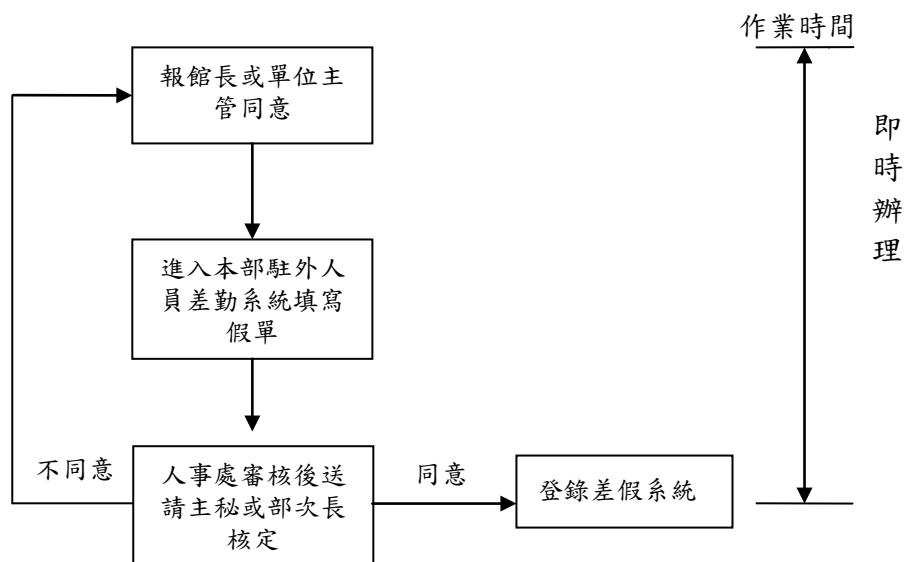 作業時間
報館長或單位主
管同意
即
時
辦
理
進入本部駐外人
員差勤系統填寫
假單
不同意
人事處審核後送
請主秘或部次長
核定
同意
登錄差假系統